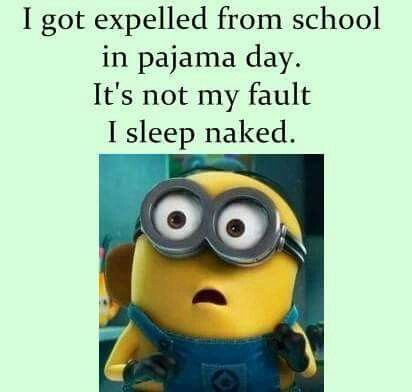 I got expelled from school
in pajama day.
It's not my fault
I sleep naked.